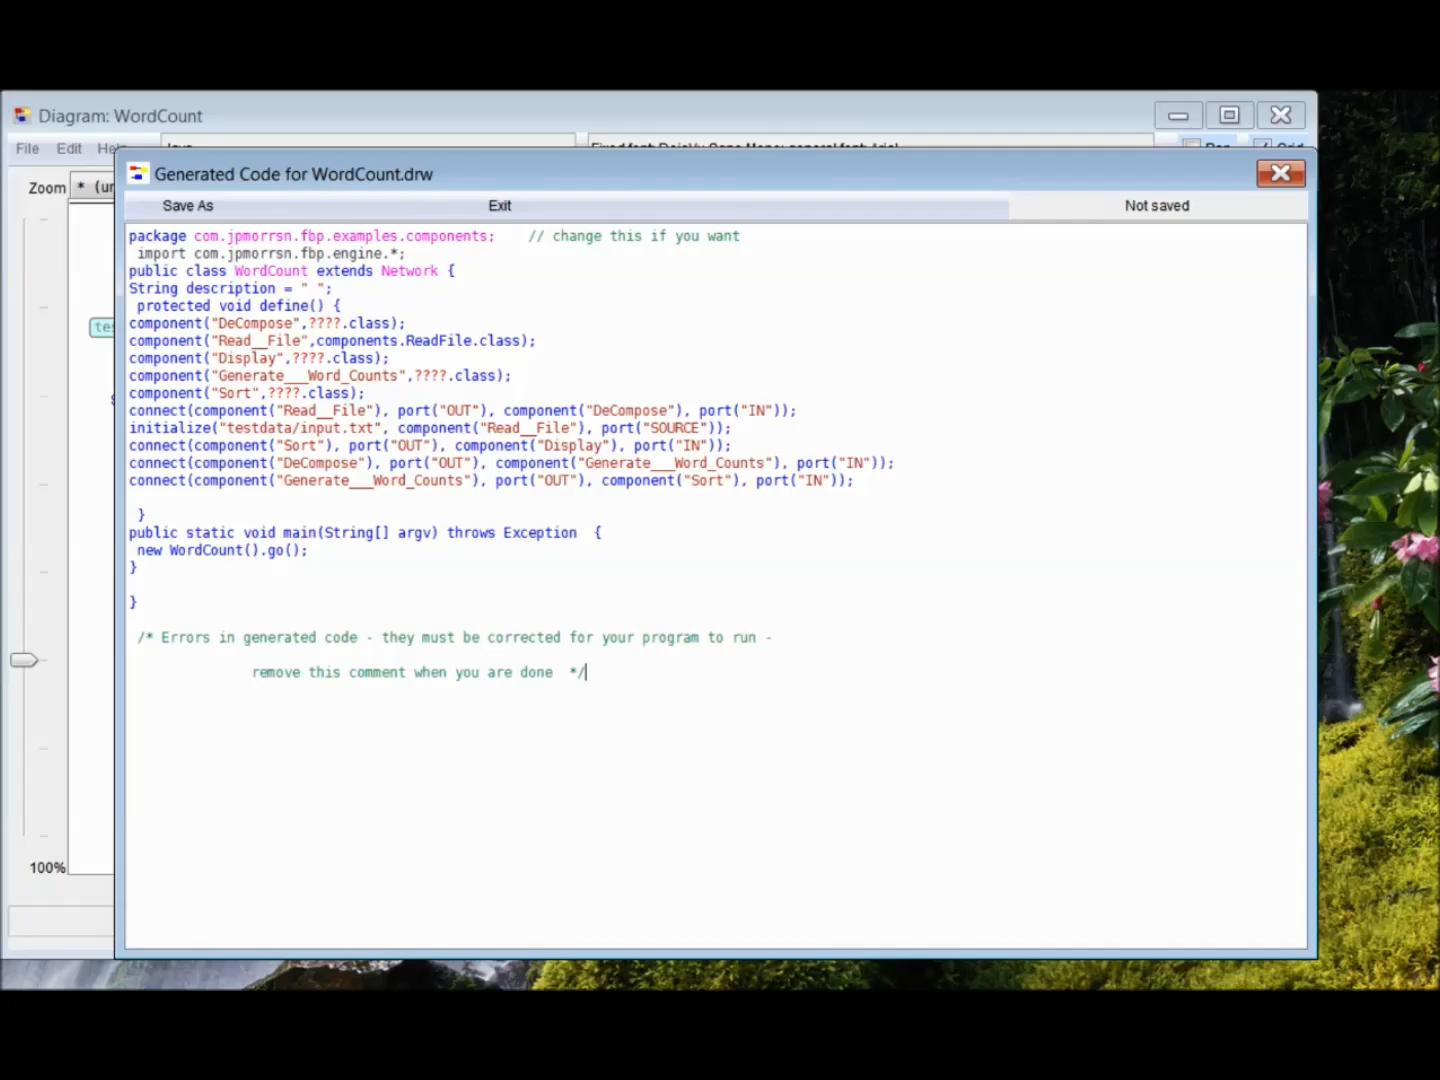 Diagram: WordCount
File Edit
Generated Code for WordCount.drw
Zoom
Save As Exit Not saved
package com.jpmorrsn.fbp.examples.components; // change this if you want
import com.jpmorrsn.fbp.engine.*;
public class WordCount extends Network {
String description = " ";
protected void define() {
component("DeCompose",????.class);
component("Read__File",components.ReadFile.class);
component("Display",????.class);
component("Generate___Word_Counts",????.class);
component("Sort",????.class);
connect(component("Read__File"), port("OUT"), component("DeCompose"), port("IN"));
initialize("testdata/input.txt", component("Read__File"), port("SOURCE"));
connect(component("Sort"), port("OUT"), component("Display"), port("IN"));
connect(component("DeCompose"), port("OUT"), component("Generate___Word_Counts"), port("IN"));
connect(component("Generate___Word_Counts"), port("OUT"), component("Sort"), port("IN"));
}
public static void main(String[] argv) throws Exception {
new WordCount().go();
}
}
/* Errors in generated code - they must be corrected for your program to run -
remove this comment when you are done */
100%